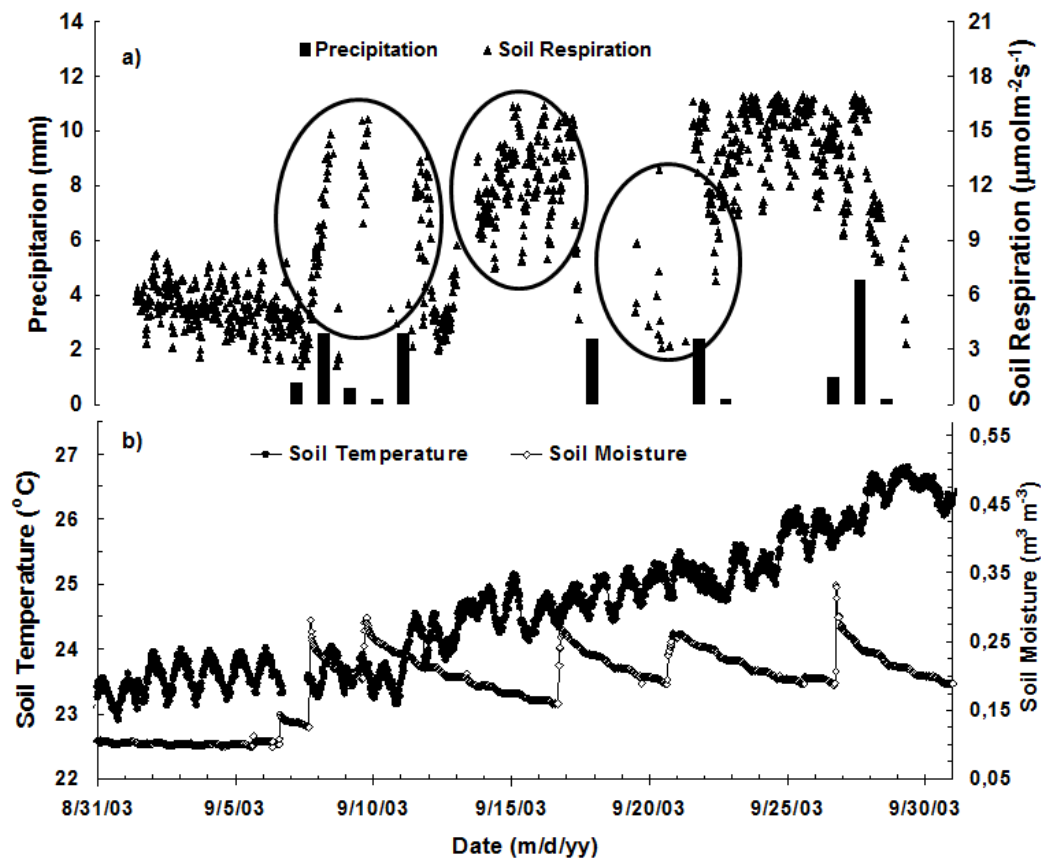 a)
Precipitation Soil Respiration
Precipitarion (mm)
14
12
10
8
6
4
2
0
Soil Respiration (µmolm-2s-1)
21
18
15
12
9
6
3
0
b)
Soil Temperature Soil Moisture
Soil Temperature (°C)
27
26
25
24
23
22
Soil Moisture (m3 m-3)
0,55
0,45
0,35
0,25
0,15
0,05
8/31/03 9/5/03 9/10/03 9/15/03 9/20/03 9/25/03 9/30/03
Date (m/d/yy)